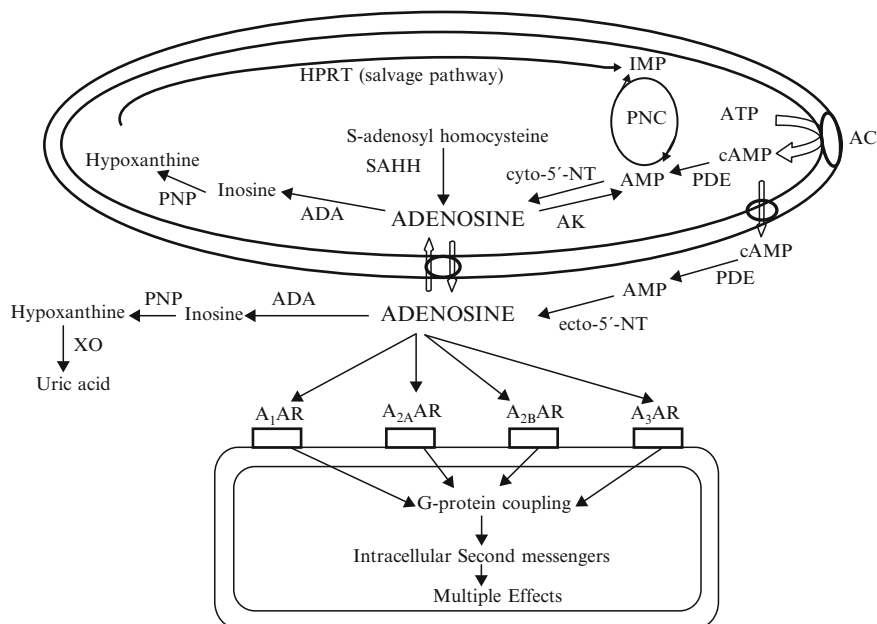 HPRT (salvage pathway)
IMP
PNC
ATP
AC
S-adenosyl homocysteine
SAHH
cyto-5´-NT
AMP
PDE
cAMP
Hypoxanthine
PNP
Inosine
ADA
ADENOSINE
AK
cAMP
PDE
AMP
ecto-5´-NT
ADENOSINE
ADA
Inosine
PNP
Hypoxanthine
XO
Uric acid
A₁AR
A₂AAR
A₂BAR
A₃AR
G-protein coupling
Intracellular Second messengers
Multiple Effects